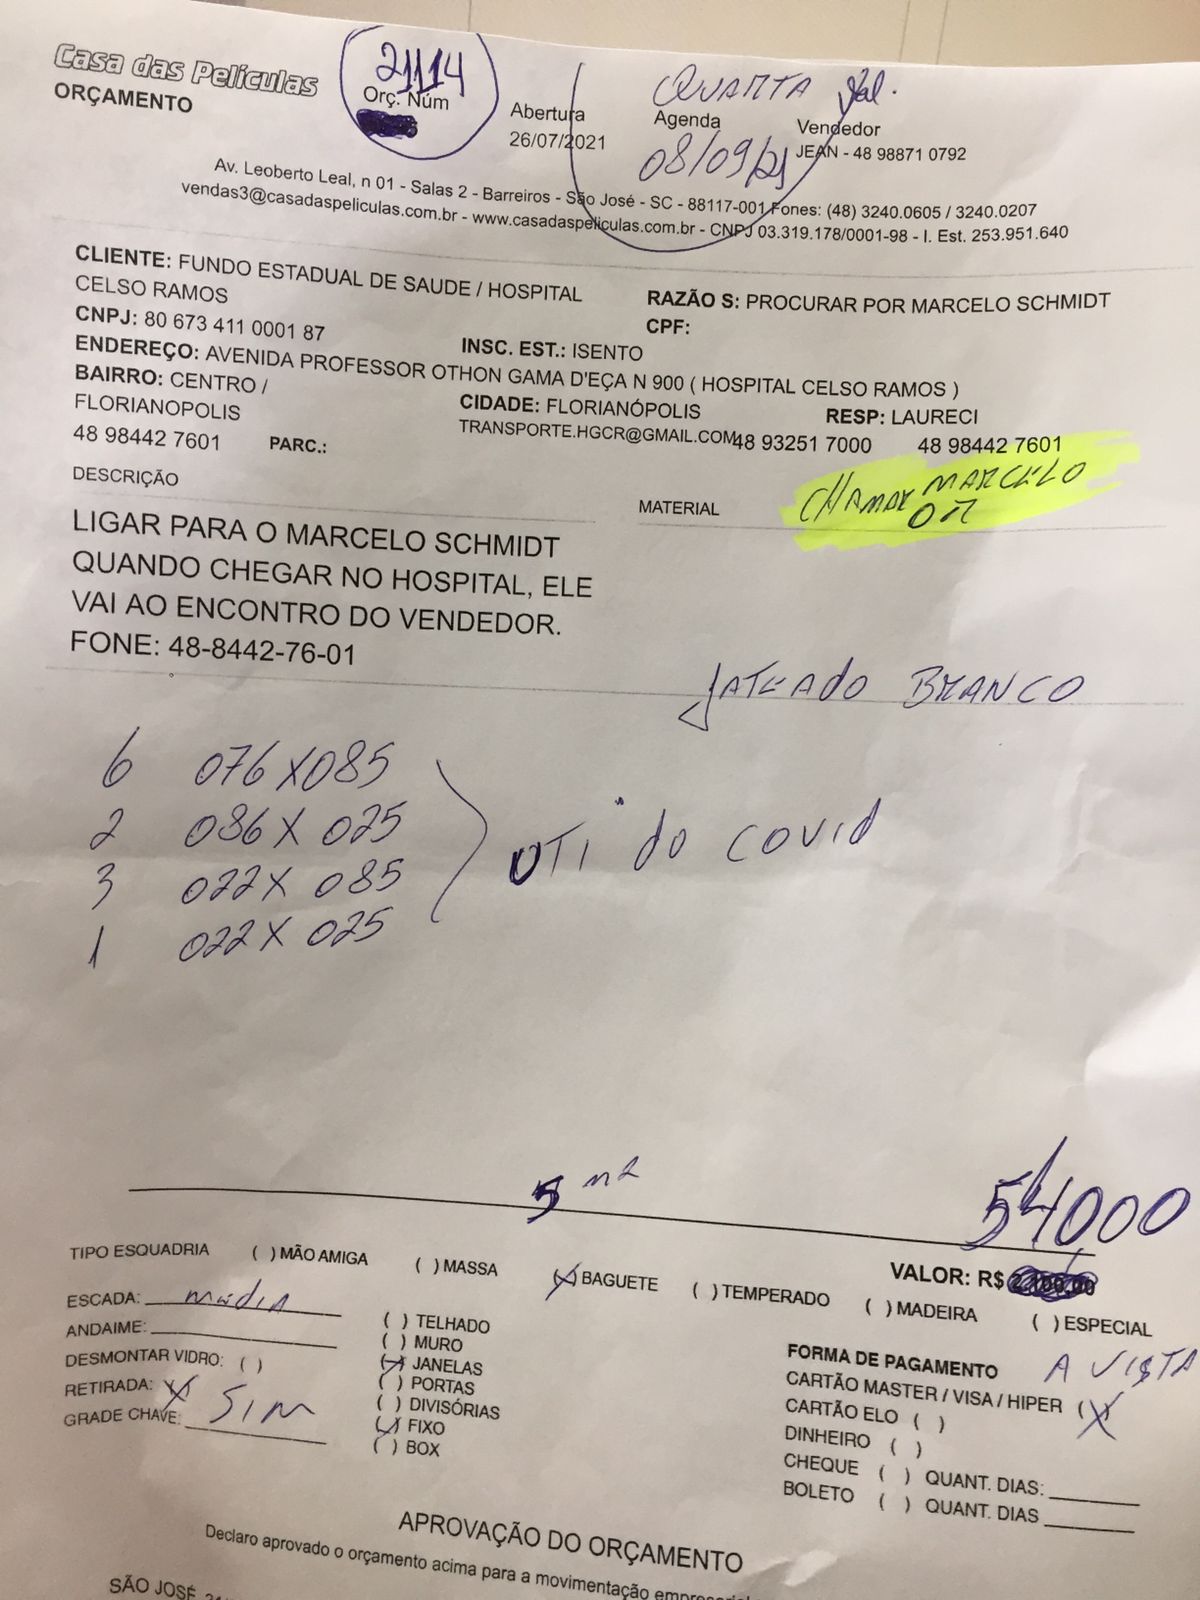 Casa das Películas
ORÇAMENTO
21114
Orç. Núm
Abertura
26/07/2021
QUARTA
Agenda
08/09/21
Vendedor
JEAN - 48 98871 0792
Av. Leoberto Leal, n 01 - Salas 2 - Barreiros - São José - SC - 88117-001 Fones: (48) 3240.0605 / 3240.0207
vendas3@casadaspeliculas.com.br - www.casadaspeliculas.com.br - CNPJ 03.319.178/0001-98 - I. Est. 253.951.640
CLIENTE: FUNDO ESTADUAL DE SAUDE / HOSPITAL
CELSO RAMOS
RAZÃO S: PROCURAR POR MARCELO SCHMIDT
CNPJ: 80 673 411 0001 87
INSC. EST.: ISENTO
CPF:
ENDEREÇO: AVENIDA PROFESSOR OTHON GAMA D'EÇA N 900 ( HOSPITAL CELSO RAMOS )
BAIRRO: CENTRO /
FLORIANOPOLIS
CIDADE: FLORIANÓPOLIS
RESP: LAURECI
48 98442 7601
PARC.:
TRANSPORTE.HGCR@GMAIL.COM
48 93251 7000
48 98442 7601
DESCRIÇÃO
MATERIAL
CHAMAR MARCELO
LIGAR PARA O MARCELO SCHMIDT
QUANDO CHEGAR NO HOSPITAL, ELE
VAI AO ENCONTRO DO VENDEDOR.
FONE: 48-8442-76-01
JATEADO BRANCO
6 076X085
2 086X025
3 022X085
1 022X025
UTI do covid
5 m²
54000
VALOR: R$
TIPO ESQUADRIA ( ) MÃO AMIGA ( ) MASSA (X) BAGUETE ( ) TEMPERADO ( ) MADEIRA ( ) ESPECIAL
ESCADA: média
ANDAIME:
DESMONTAR VIDRO: ( )
RETIRADA: X SIM
GRADE CHAVE:
( ) TELHADO
( ) MURO
(X) JANELAS
( ) PORTAS
( ) DIVISÓRIAS
(X) FIXO
( ) BOX
FORMA DE PAGAMENTO A VISTA
CARTÃO MASTER / VISA / HIPER (X)
CARTÃO ELO ( )
DINHEIRO ( )
CHEQUE ( ) QUANT. DIAS:
BOLETO ( ) QUANT. DIAS
APROVAÇÃO DO ORÇAMENTO
Declaro aprovado o orçamento acima para a movimentação
SÃO JOSÉ,